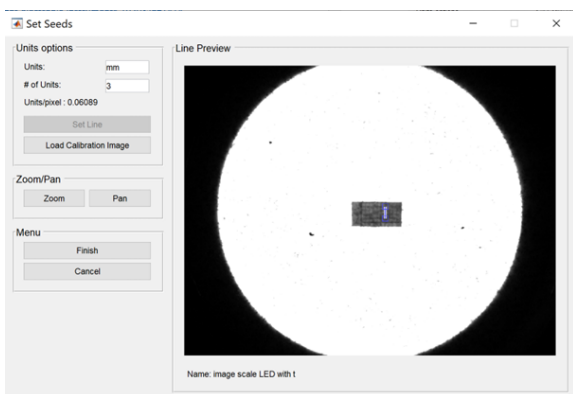 Set Seeds
Units options
Line Preview
Units:
mm
# of Units:
3
Units/pixel : 0.06089
Set Line
Load Calibration Image
Zoom/Pan
Zoom
Pan
Menu
Finish
Cancel
Name: image scale LED with t